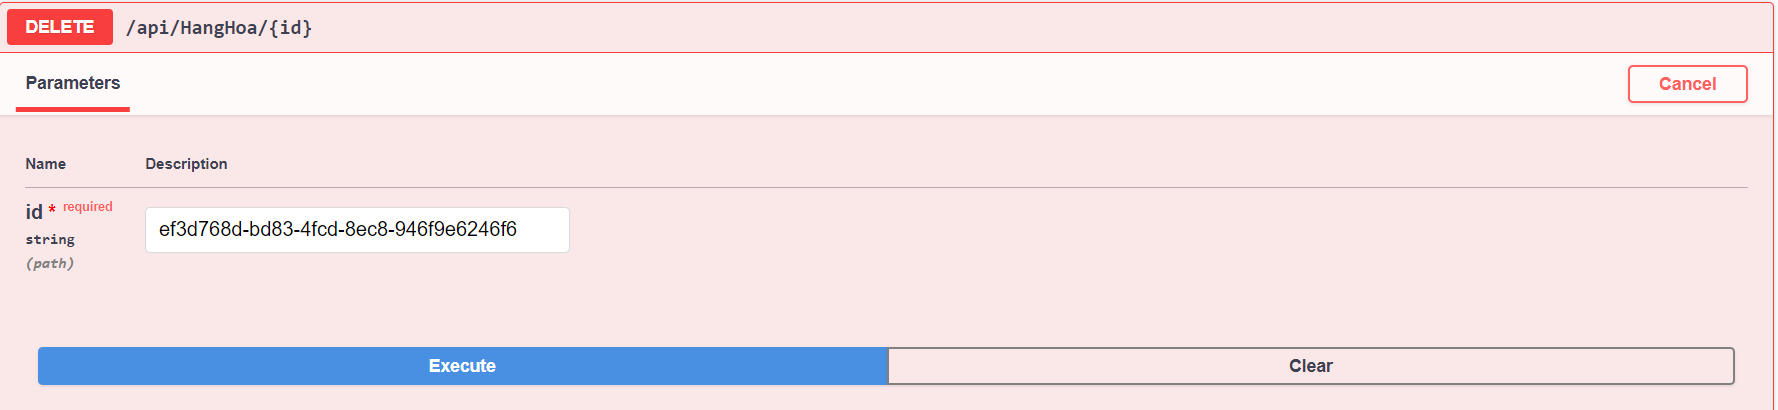 DELETE /api/HangHoa/{id}
Parameters
Cancel
Name Description
id * required
string
(path)
ef3d768d-bd83-4fcd-8ec8-946f9e6246f6
Execute Clear